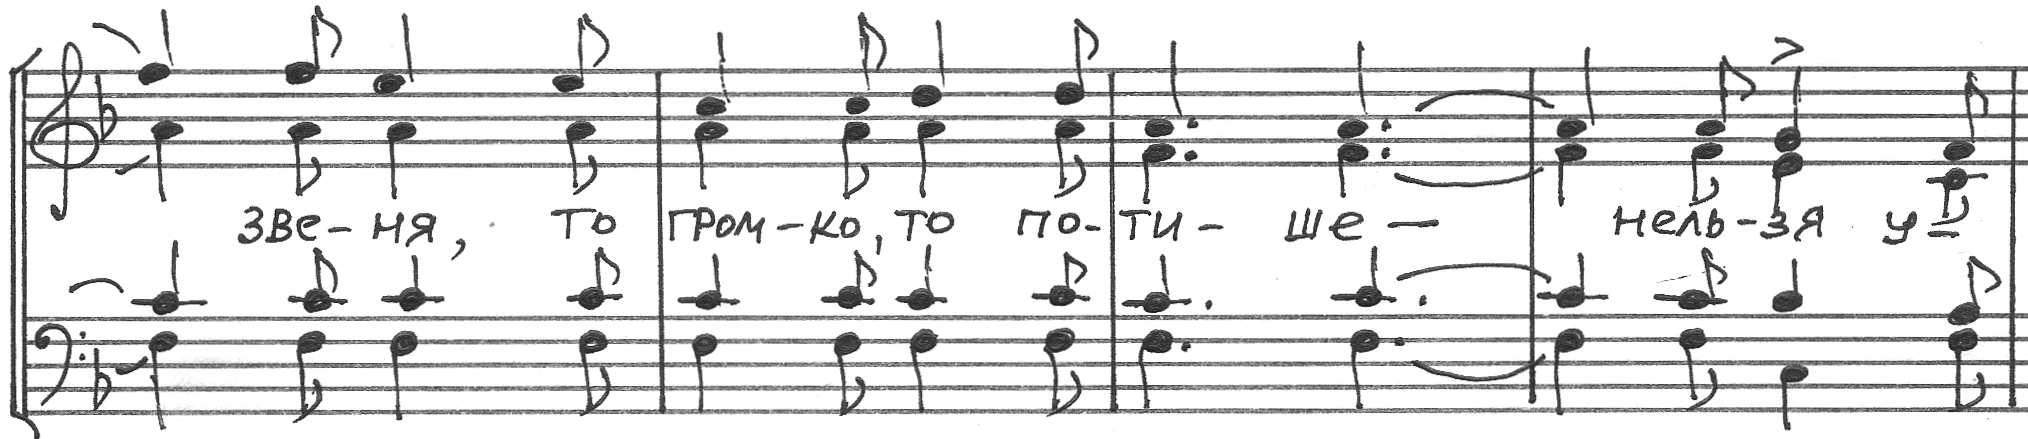 зве-ня, то гром-ко, то по-ти-ше — нель-зя у-